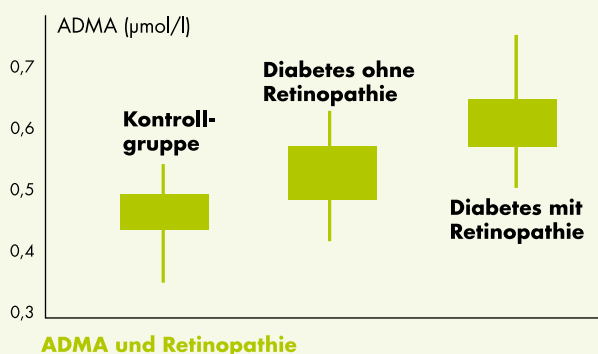 ADMA (µmol/l)
0,7
0,6
0,5
0,4
0,3
Kontroll-
gruppe
Diabetes ohne
Retinopathie
Diabetes mit
Retinopathie
ADMA und Retinopathie